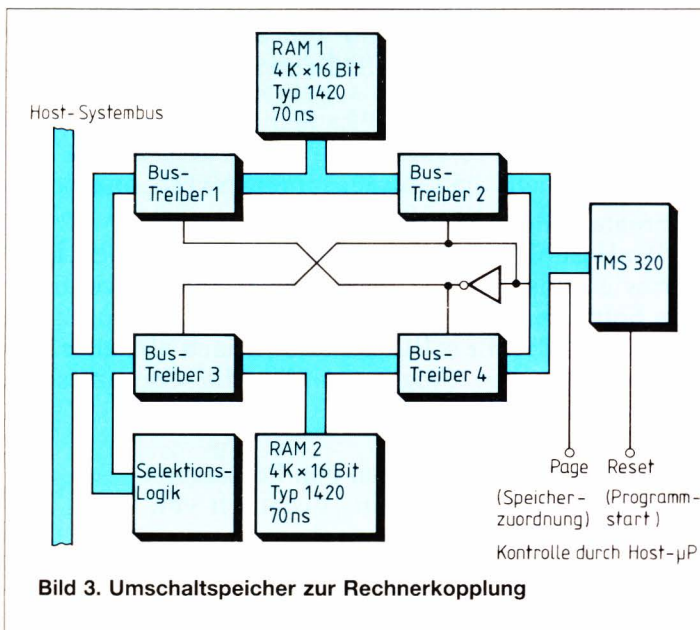 RAM 1
4K × 16 Bit
Typ 1420
70 ns
Host-Systembus
Bus-
Treiber 1
Bus-
Treiber 2
TMS 320
Bus-
Treiber 3
Bus-
Treiber 4
Selektions-
Logik
RAM 2
4K × 16 Bit
Typ 1420
70 ns
Page
(Speicher-
zuordnung)
Reset
(Programm-
start)
Kontrolle durch Host-µP
Bild 3. Umschaltspeicher zur Rechnerkopplung